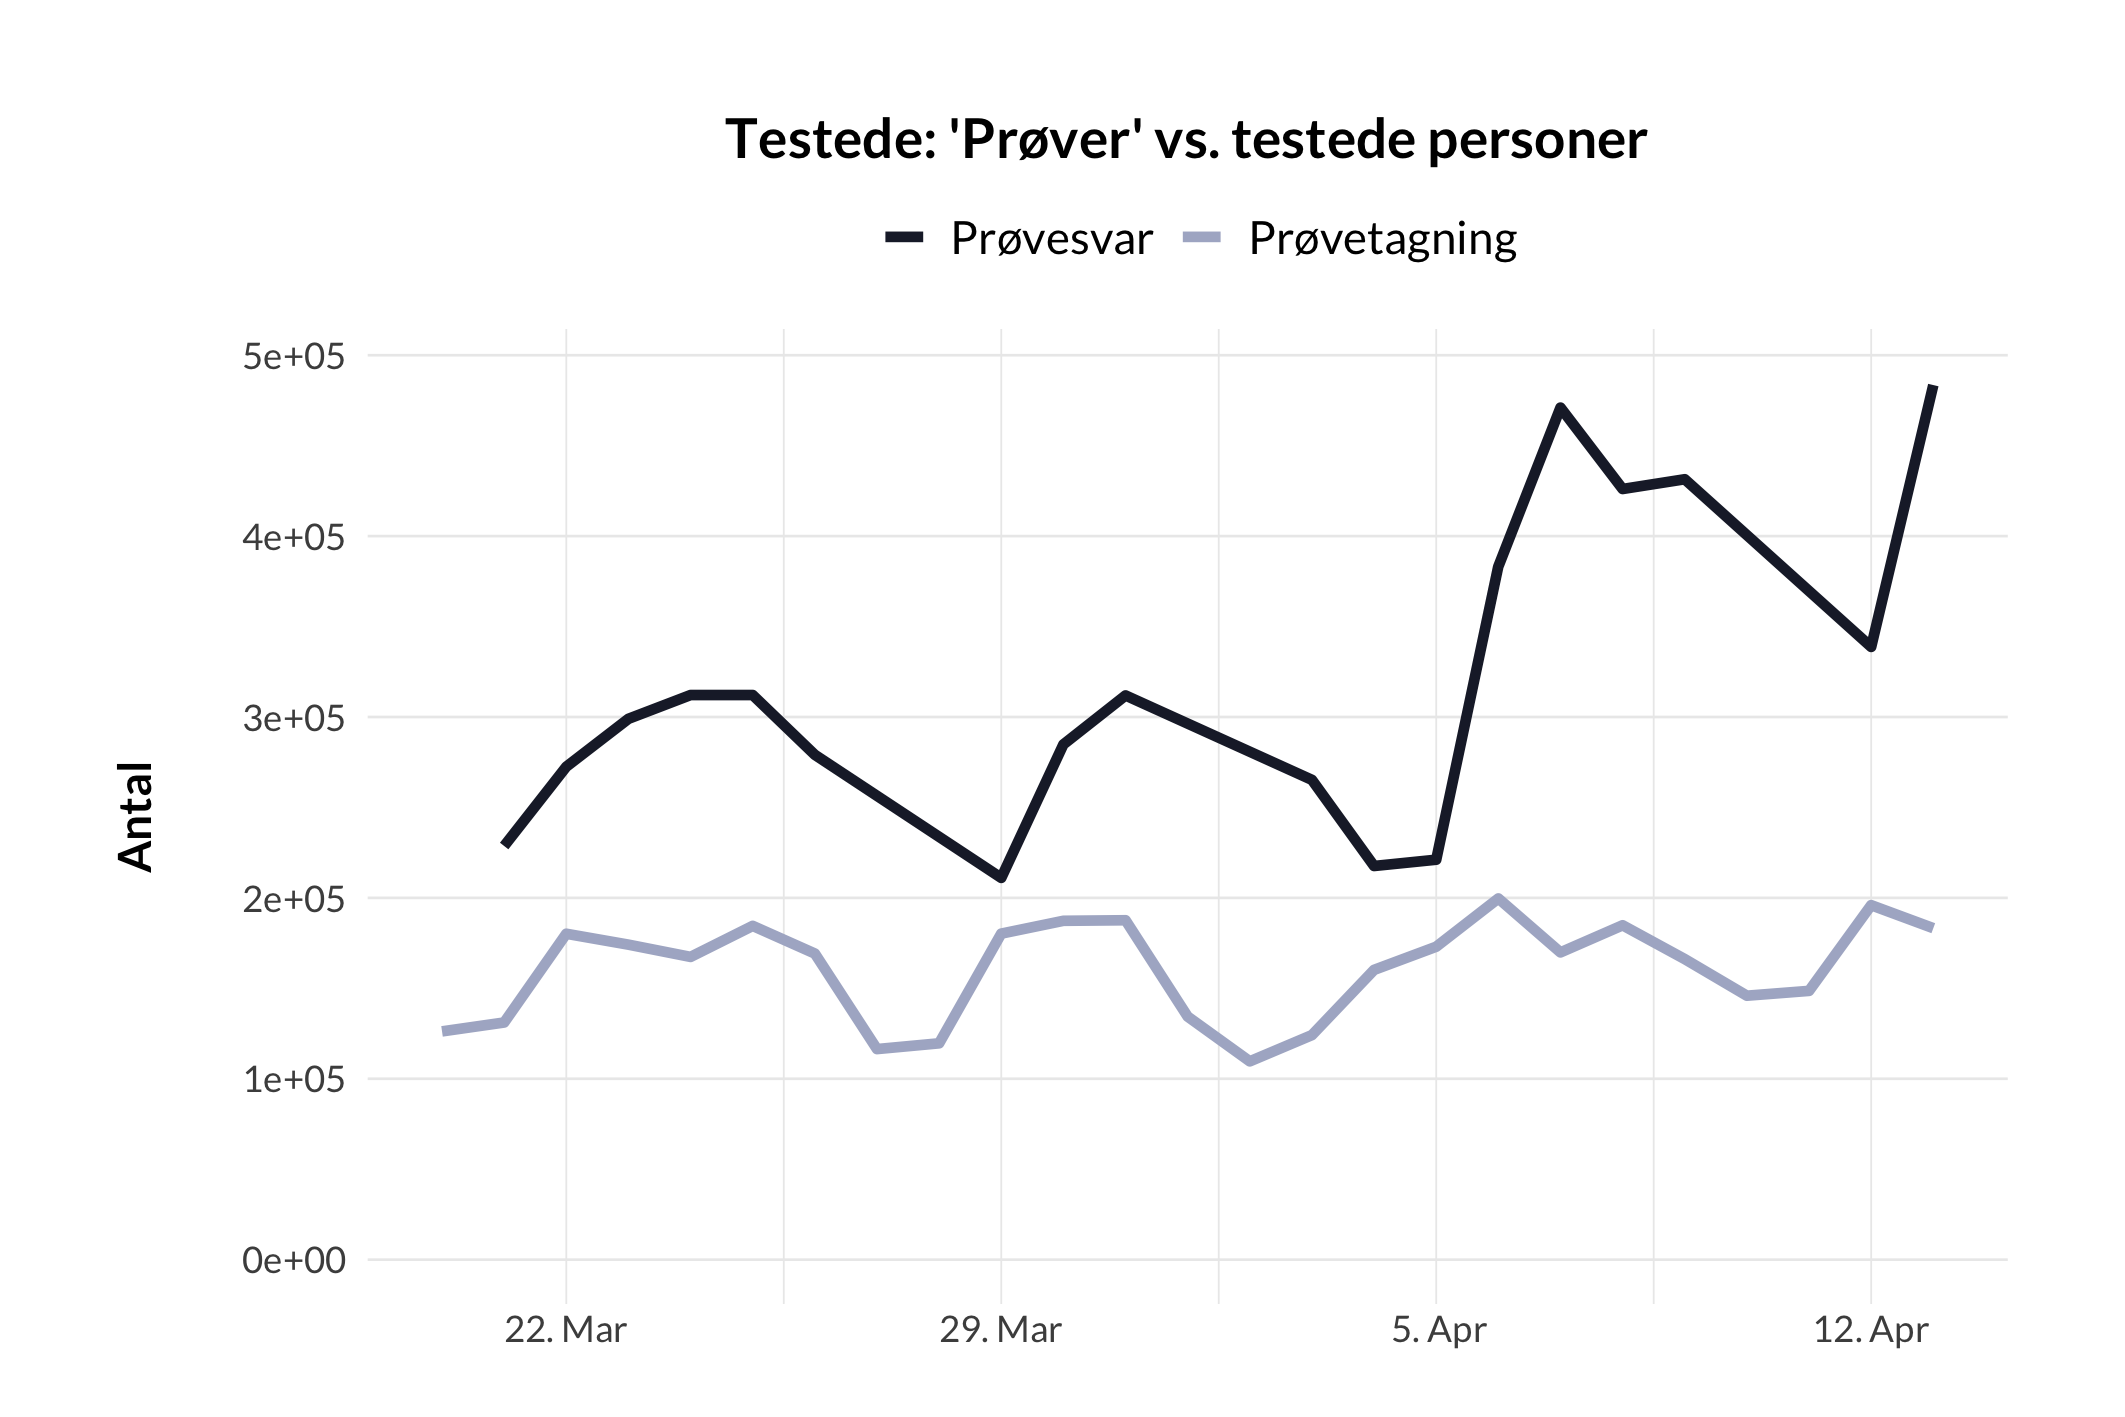 Testede: 'Prøver' vs. testede personer
Prøvesvar Prøvetagning
Antal
5e+05
4e+05
3e+05
2e+05
1e+05
0e+00
22. Mar 29. Mar 5. Apr 12. Apr